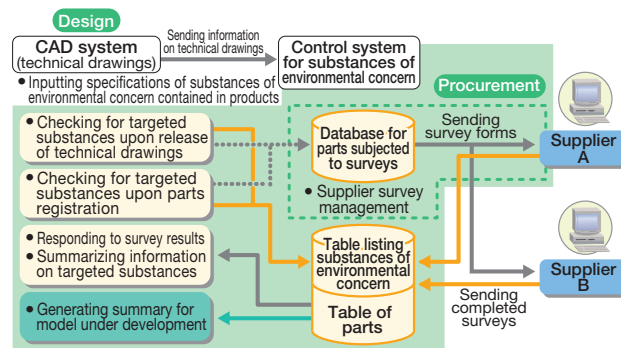 Design
CAD system
(technical drawings)
Sending information
on technical drawings
Control system
for substances of
environmental concern
• Inputting specifications of substances of
environmental concern contained in products
Procurement
• Checking for targeted
substances upon release
of technical drawings
• Checking for targeted
substances upon parts
registration
Database for
parts subjected
to surveys
• Supplier survey
management
Sending
survey forms
Supplier
A
• Responding to survey results
• Summarizing information
on targeted substances
Table listing
substances of
environmental
concern
Table of
parts
Supplier
B
Sending
completed
surveys
• Generating summary for
model under development